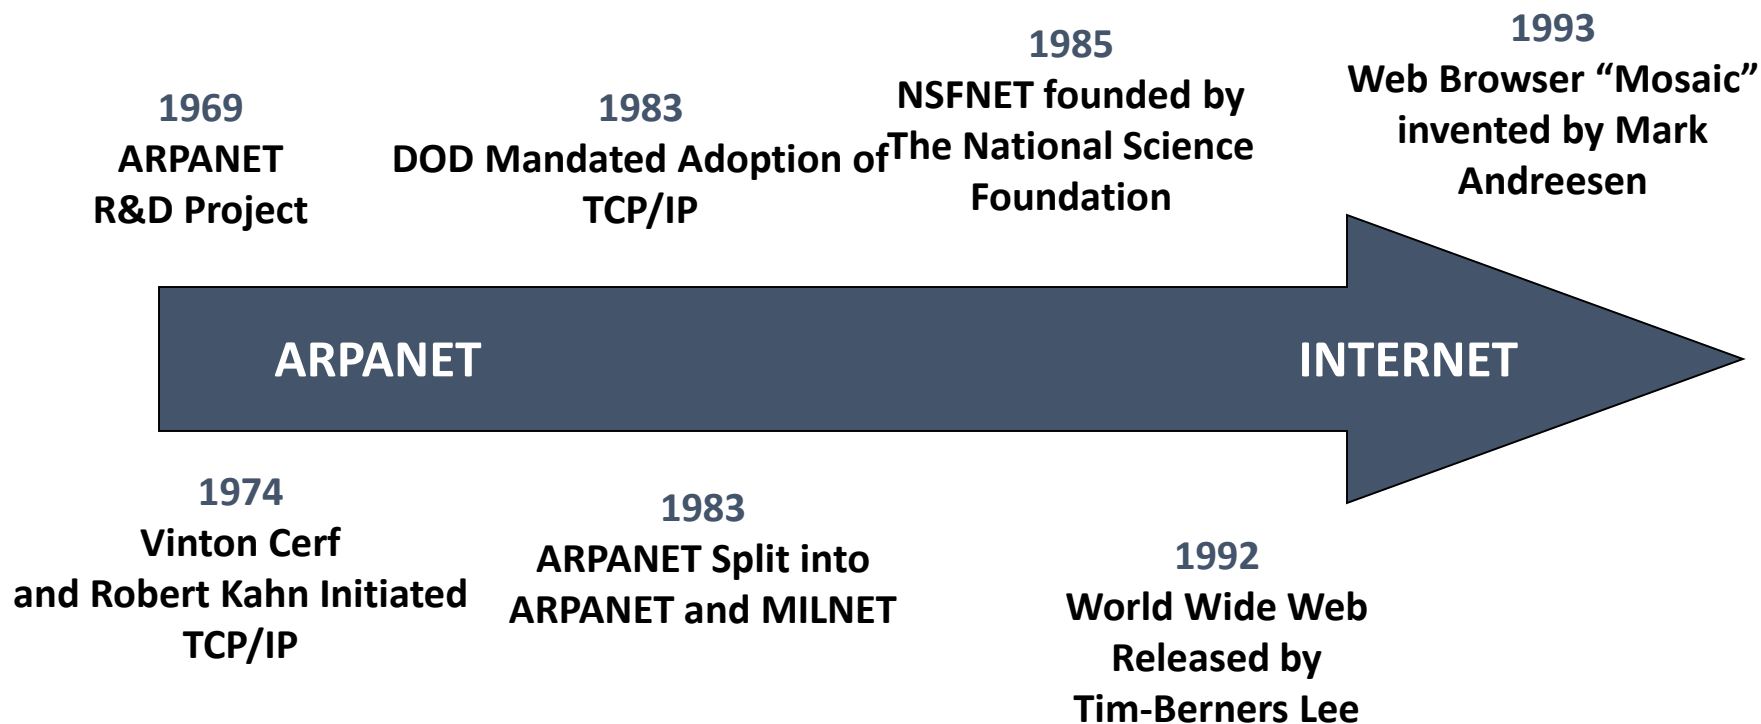 1969
ARPANET
R&D Project
1983
DOD Mandated Adoption of
TCP/IP
1985
NSFNET founded by
The National Science
Foundation
1993
Web Browser “Mosaic”
invented by Mark
Andreesen
ARPANET
INTERNET
1974
Vinton Cerf
and Robert Kahn Initiated
TCP/IP
1983
ARPANET Split into
ARPANET and MILNET
1992
World Wide Web
Released by
Tim-Berners Lee